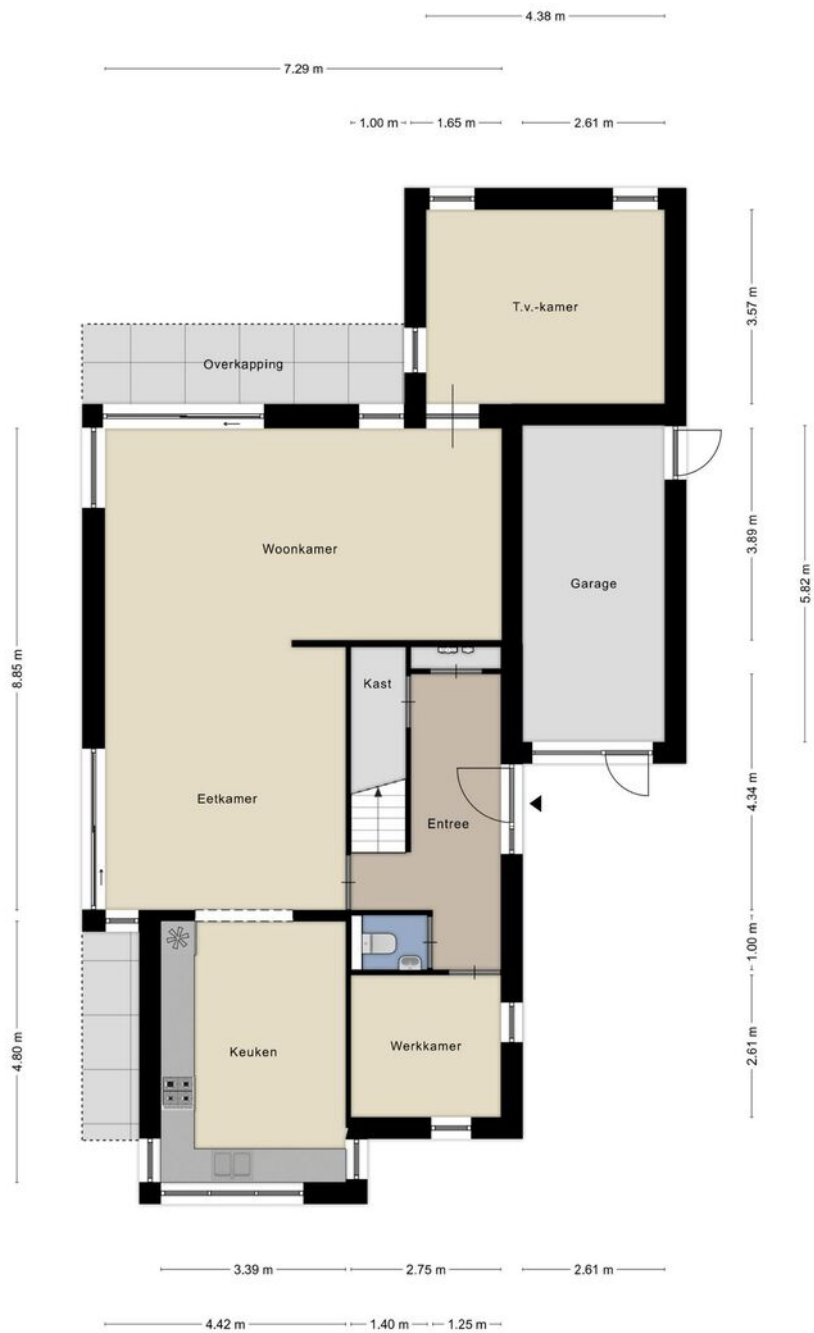 4.38 m
7.29 m
1.00 m
1.65 m
2.61 m
T.v.-kamer
3.57 m
Overkapping
Woonkamer
3.89 m
Garage
5.82 m
8.85 m
Kast
Eetkamer
Entree
4.34 m
1.00 m
Keuken
Werkkamer
4.80 m
2.61 m
3.39 m
2.75 m
2.61 m
4.42 m
1.40 m
1.25 m